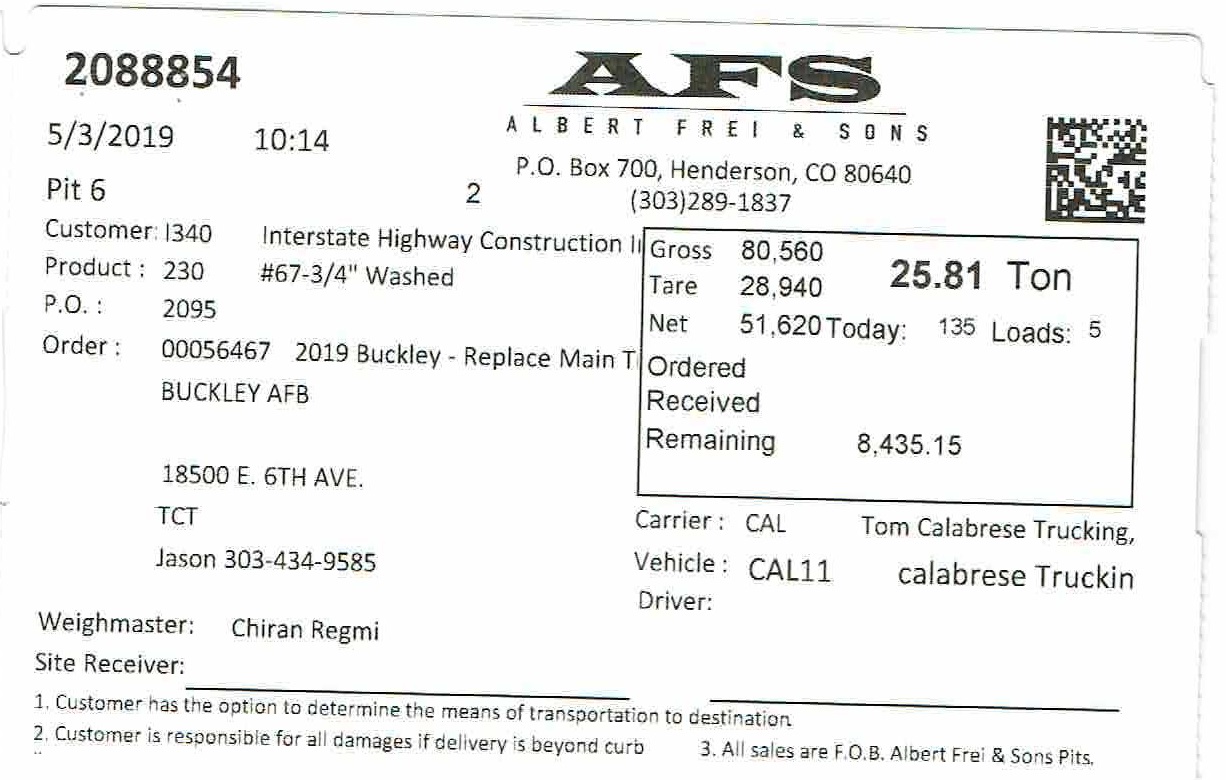 2088854
AFS
ALBERT FREI & SONS
5/3/2019 10:14
P.O. Box 700, Henderson, CO 80640
Pit 6 2 (303)289-1837
Customer: I340 Interstate Highway Construction I
Gross 80,560 25.81 Ton
Product : 230 #67-3/4" Washed
Tare 28,940
P.O. : 2095
Net 51,620 Today: 135 Loads: 5
Order : 00056467 2019 Buckley - Replace Main T
Ordered
BUCKLEY AFB
Received
Remaining 8,435.15
18500 E. 6TH AVE.
TCT
Carrier : CAL Tom Calabrese Trucking,
Jason 303-434-9585
Vehicle : CAL11 calabrese Truckin
Driver:
Weighmaster: Chiran Regmi
Site Receiver:
1. Customer has the option to determine the means of transportation to destination
2. Customer is responsible for all damages if delivery is beyond curb 3. All sales are F.O.B. Albert Frei & Sons Pits.